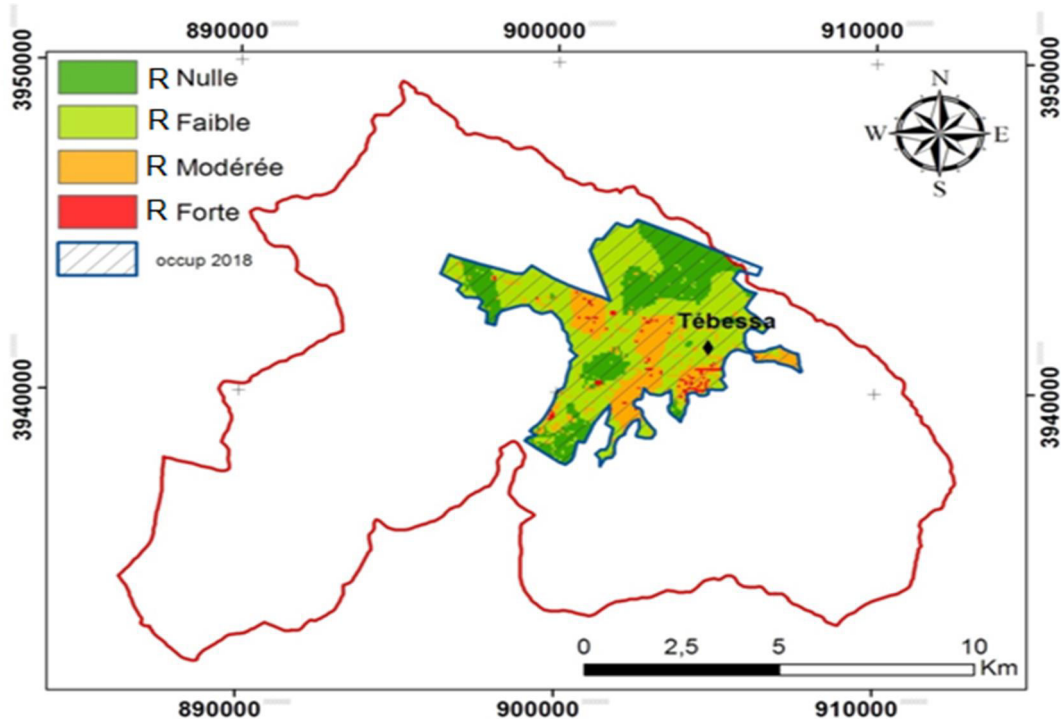 890000 900000 910000
3950000 3950000
R Nulle
R Faible
R Modérée
R Forte
occup 2018
N
W E
S
Tébessa
3940000 3940000
0 2,5 5 10
Km
890000 900000 910000